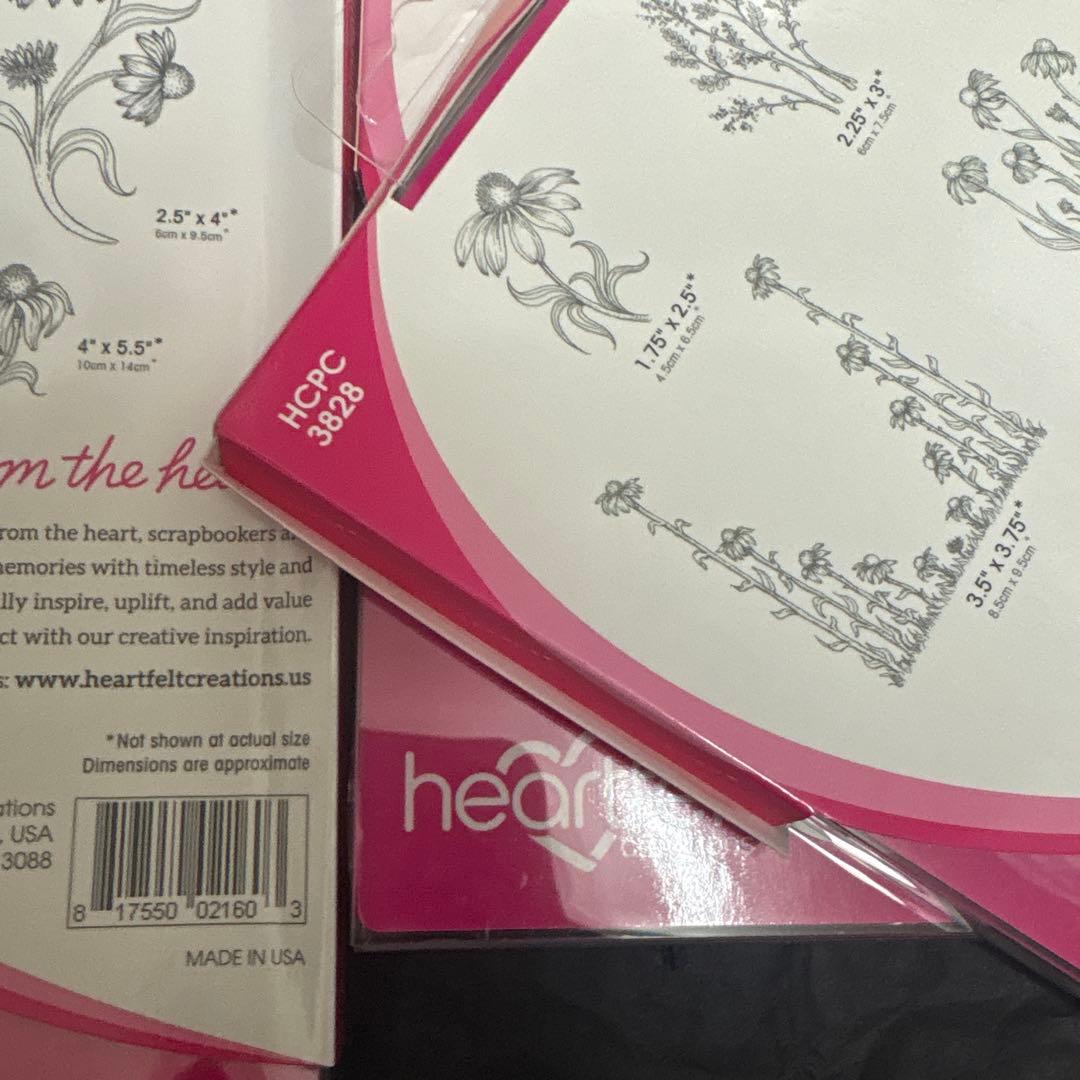 2.5" x 4"*
6cm x 9.5cm*
4" x 5.5"*
10cm x 14cm*
m the he
rom the heart, scrapbookers a
emories with timeless style and
lly inspire, uplift, and add value
ct with our creative inspiration.
s: www.heartfeltcreations.us
*Not shown at actual size
Dimensions are approximate
ations
, USA
3088
8 17550 02160 3
MADE IN USA
HCPC
3828
2.25" X 3"*
6cm x 7.5cm*
1.75" X 2.5"*
4.5cm x 6.5cm*
3.5" X 3.75"*
8.5cm x 9.5cm*
heart